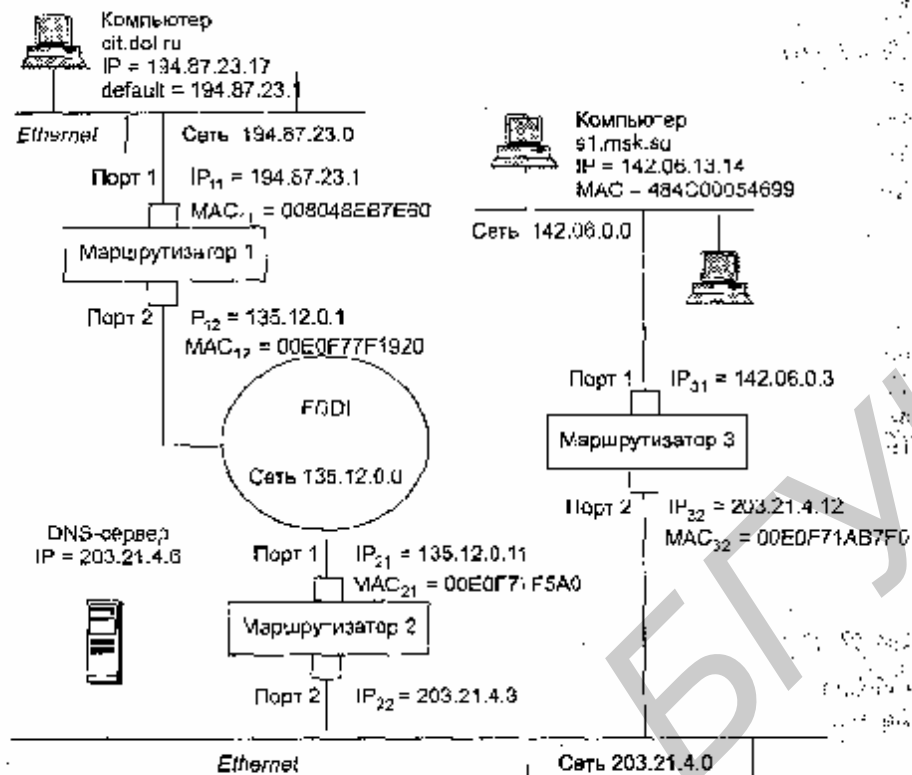 Компьютер
cit.dol.ru
IP = 194.87.23.17
default = 194.87.23.1
Ethernet
Сеть 194.87.23.0
Порт 1
IP11 = 194.87.23.1
MAC11 = 008048EB7E60
Маршрутизатор 1
Порт 2
IP12 = 135.12.0.1
MAC12 = 00E0F77F1920
FDDI
Сеть 135.12.0.0
DNS-сервер
IP = 203.21.4.6
Порт 1
IP21 = 135.12.0.11
MAC21 = 00E0F71F5A0
Маршрутизатор 2
Порт 2
IP22 = 203.21.4.3
Ethernet
Компьютер
s1.msk.su
IP = 142.06.13.14
MAC = 484C00054699
Сеть 142.06.0.0
Порт 1
IP31 = 142.06.0.3
Маршрутизатор 3
Порт 2
IP32 = 203.21.4.12
MAC32 = 00E0F71AB7F0
Сеть 203.21.4.0
БГУ